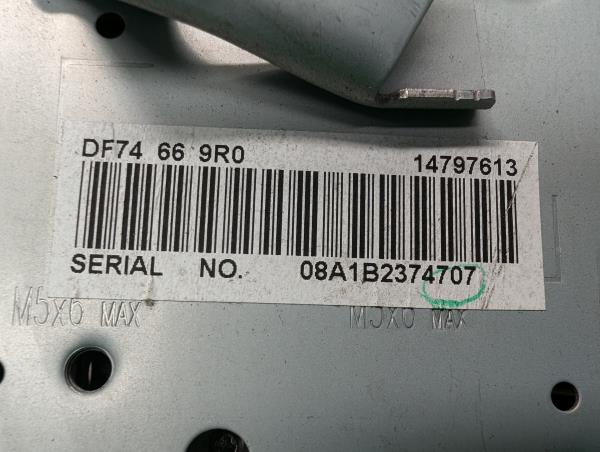 DF74 66 9R0 14797613
SERIAL NO. 08A1B2374707
M5x6 MAX M5x6 MAX